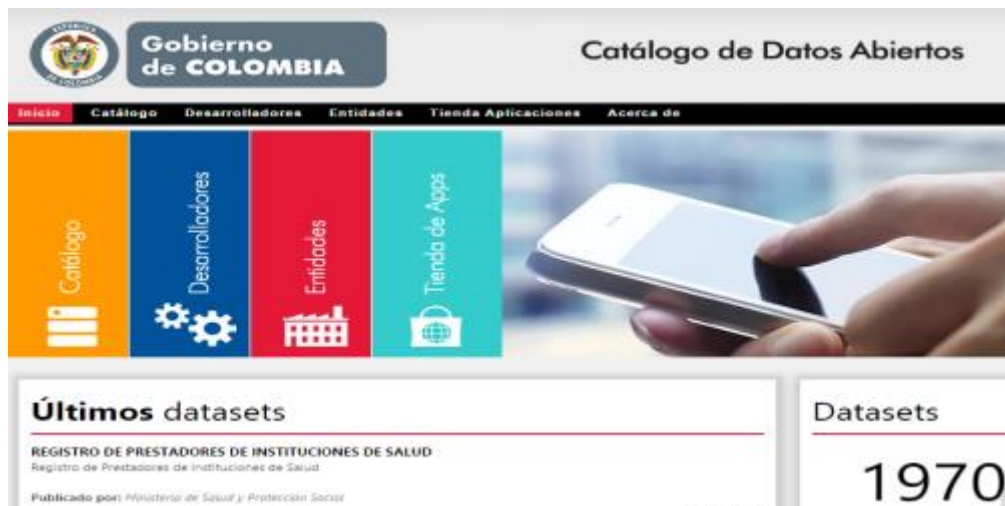 Gobierno
de COLOMBIA
Catálogo de Datos Abiertos
Inicio Catálogo Desarrolladores Entidades Tienda Aplicaciones Acerca de
Catálogo
Desarrolladores
Entidades
Tienda de Apps
Últimos datasets
REGISTRO DE PRESTADORES DE INSTITUCIONES DE SALUD
Registro de Prestadores de Instituciones de Salud
Publicado por: Ministerio de Salud y Protección Social
Datasets
1970